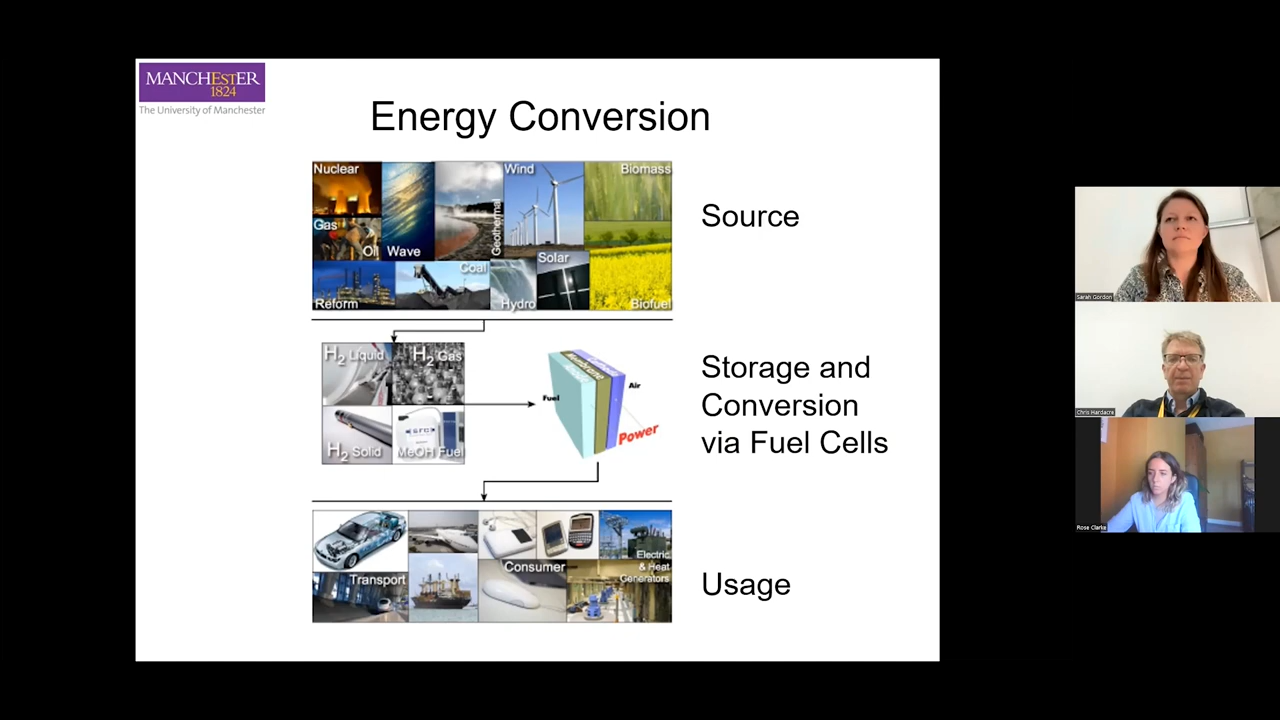 MANCHESTER
1824
The University of Manchester
Energy Conversion
Nuclear
Wind
Biomass
Gas
Geothermal
Oil
Wave
Solar
Coal
Reform
Hydro
Biofuel
Source
H2 Liquid
H2 Gas
H2 Solid
MeOH Fuel
Fuel
Membrane
Air
Power
Storage and
Conversion
via Fuel Cells
Transport
Consumer
Electric
& Heat
Generators
Usage
Sarah Gordon
Chris Hardacre
Rose Clarke